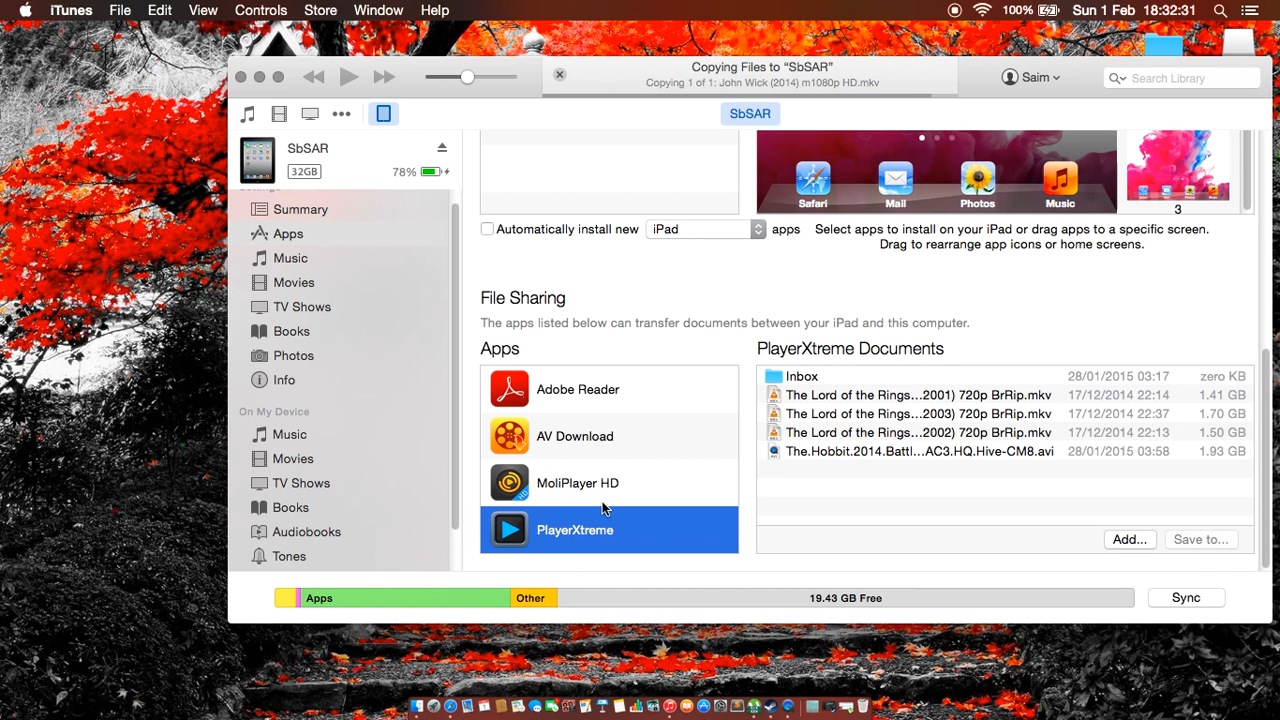 iTunes File Edit View Controls Store Window Help 100% Sun 1 Feb 18:32:31
Copying Files to “SbSAR”
Copying 1 of 1: John Wick (2014) m1080p HD.mkv
Saim
Search Library
SbSAR
SbSAR
32GB 78%
Summary
Apps
Music
Movies
TV Shows
Books
Photos
Info
On My Device
Music
Movies
TV Shows
Books
Audiobooks
Tones
Safari Mail Photos Music
3
Automatically install new iPad apps
Select apps to install on your iPad or drag apps to a specific screen.
Drag to rearrange app icons or home screens.
File Sharing
The apps listed below can transfer documents between your iPad and this computer.
Apps
Adobe Reader
AV Download
MoliPlayer HD
PlayerXtreme
PlayerXtreme Documents
Inbox 28/01/2015 03:17 zero KB
The Lord of the Rings...2001) 720p BrRip.mkv 17/12/2014 22:14 1.41 GB
The Lord of the Rings...2003) 720p BrRip.mkv 17/12/2014 22:37 1.70 GB
The Lord of the Rings...2002) 720p BrRip.mkv 17/12/2014 22:13 1.50 GB
The.Hobbit.2014.Battl...AC3.HQ.Hive-CM8.avi 28/01/2015 03:58 1.93 GB
Add... Save to...
Apps Other 19.43 GB Free Sync